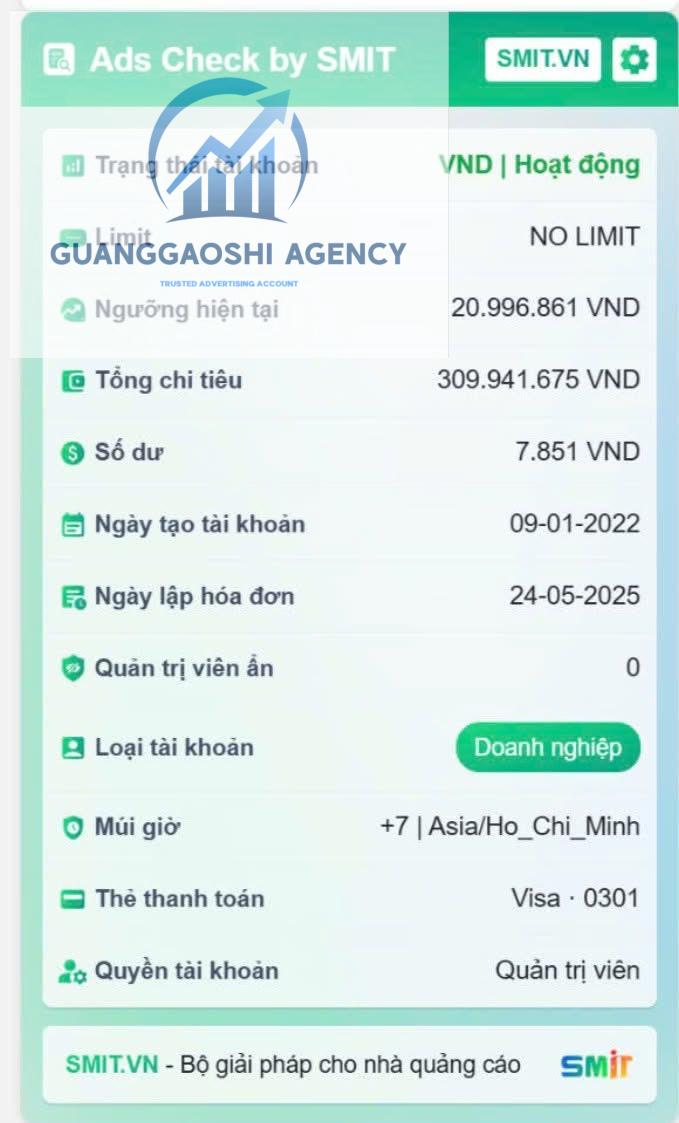 Ads Check by SMIT
SMIT.VN
Trạng thái tài khoản
VND | Hoạt động
Limit
NO LIMIT
GUANGGAOSHI AGENCY
TRUSTED ADVERTISING ACCOUNT
Ngưỡng hiện tại
20.996.861 VND
Tổng chi tiêu
309.941.675 VND
Số dư
7.851 VND
Ngày tạo tài khoản
09-01-2022
Ngày lập hóa đơn
24-05-2025
Quản trị viên ẩn
0
Loại tài khoản
Doanh nghiệp
Múi giờ
+7 | Asia/Ho_Chi_Minh
Thẻ thanh toán
Visa · 0301
Quyền tài khoản
Quản trị viên
SMIT.VN - Bộ giải pháp cho nhà quảng cáo
SMIT